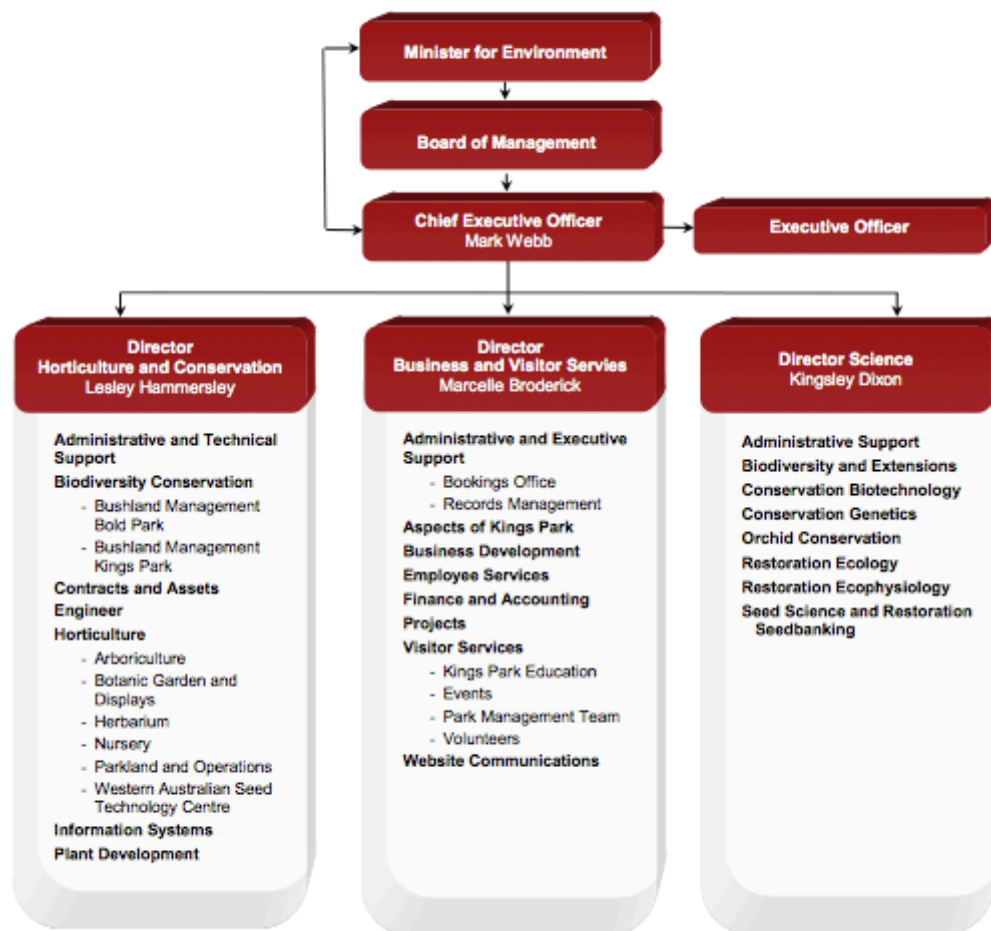 Minister for Environment
Board of Management
Chief Executive Officer
Mark Webb
Executive Officer
Director
Horticulture and Conservation
Lesley Hammersley
Administrative and Technical
Support
Biodiversity Conservation
- Bushland Management
Bold Park
- Bushland Management
Kings Park
Contracts and Assets
Engineer
Horticulture
- Arboriculture
- Botanic Garden and
Displays
- Herbarium
- Nursery
- Parkland and Operations
- Western Australian Seed
Technology Centre
Information Systems
Plant Development
Director
Business and Visitor Servies
Marcelle Broderick
Administrative and Executive
Support
- Bookings Office
- Records Management
Aspects of Kings Park
Business Development
Employee Services
Finance and Accounting
Projects
Visitor Services
- Kings Park Education
- Events
- Park Management Team
- Volunteers
Website Communications
Director Science
Kingsley Dixon
Administrative Support
Biodiversity and Extensions
Conservation Biotechnology
Conservation Genetics
Orchid Conservation
Restoration Ecology
Restoration Ecophysiology
Seed Science and Restoration
Seedbanking